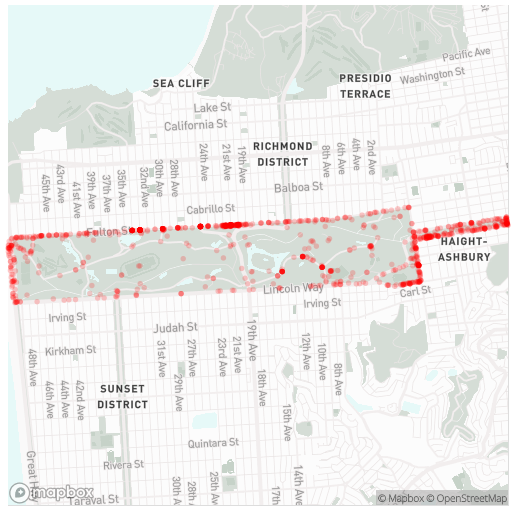 Pacific Ave
Washington St
SEA CLIFF
PRESIDIO
TERRACE
Lake St
California St
RICHMOND
DISTRICT
45th Ave
43rd Ave
41st Ave
39th Ave
37th Ave
35th Ave
32nd Ave
30th Ave
28th Ave
24th Ave
21st Ave
19th Ave
8th Ave
6th Ave
4th Ave
2nd Ave
Balboa St
Cabrillo St
Fulton St
HAIGHT-
ASHBURY
Lincoln Way
Carl St
Irving St
Irving St
Judah St
Kirkham St
48th Ave
46th Ave
44th Ave
42nd Ave
31st Ave
29th Ave
27th Ave
23rd Ave
21st Ave
19th Ave
18th Ave
15th Ave
12th Ave
10th Ave
8th Ave
SUNSET
DISTRICT
Quintara St
Rivera St
Taraval St
30th Ave
28th Ave
25th Ave
17th
14th Ave
mapbox
© Mapbox © OpenStreetMap